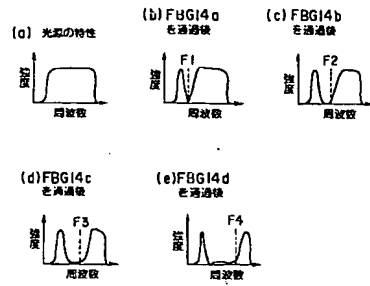 (a) 光源の特性
強度
周波数
(b) FBG14a
を通過後
F1
強度
周波数
(c) FBG14b
を通過後
F2
強度
周波数
(d) FBG14c
を通過後
F3
強度
周波数
(e) FBG14d
を通過後
F4
強度
周波数